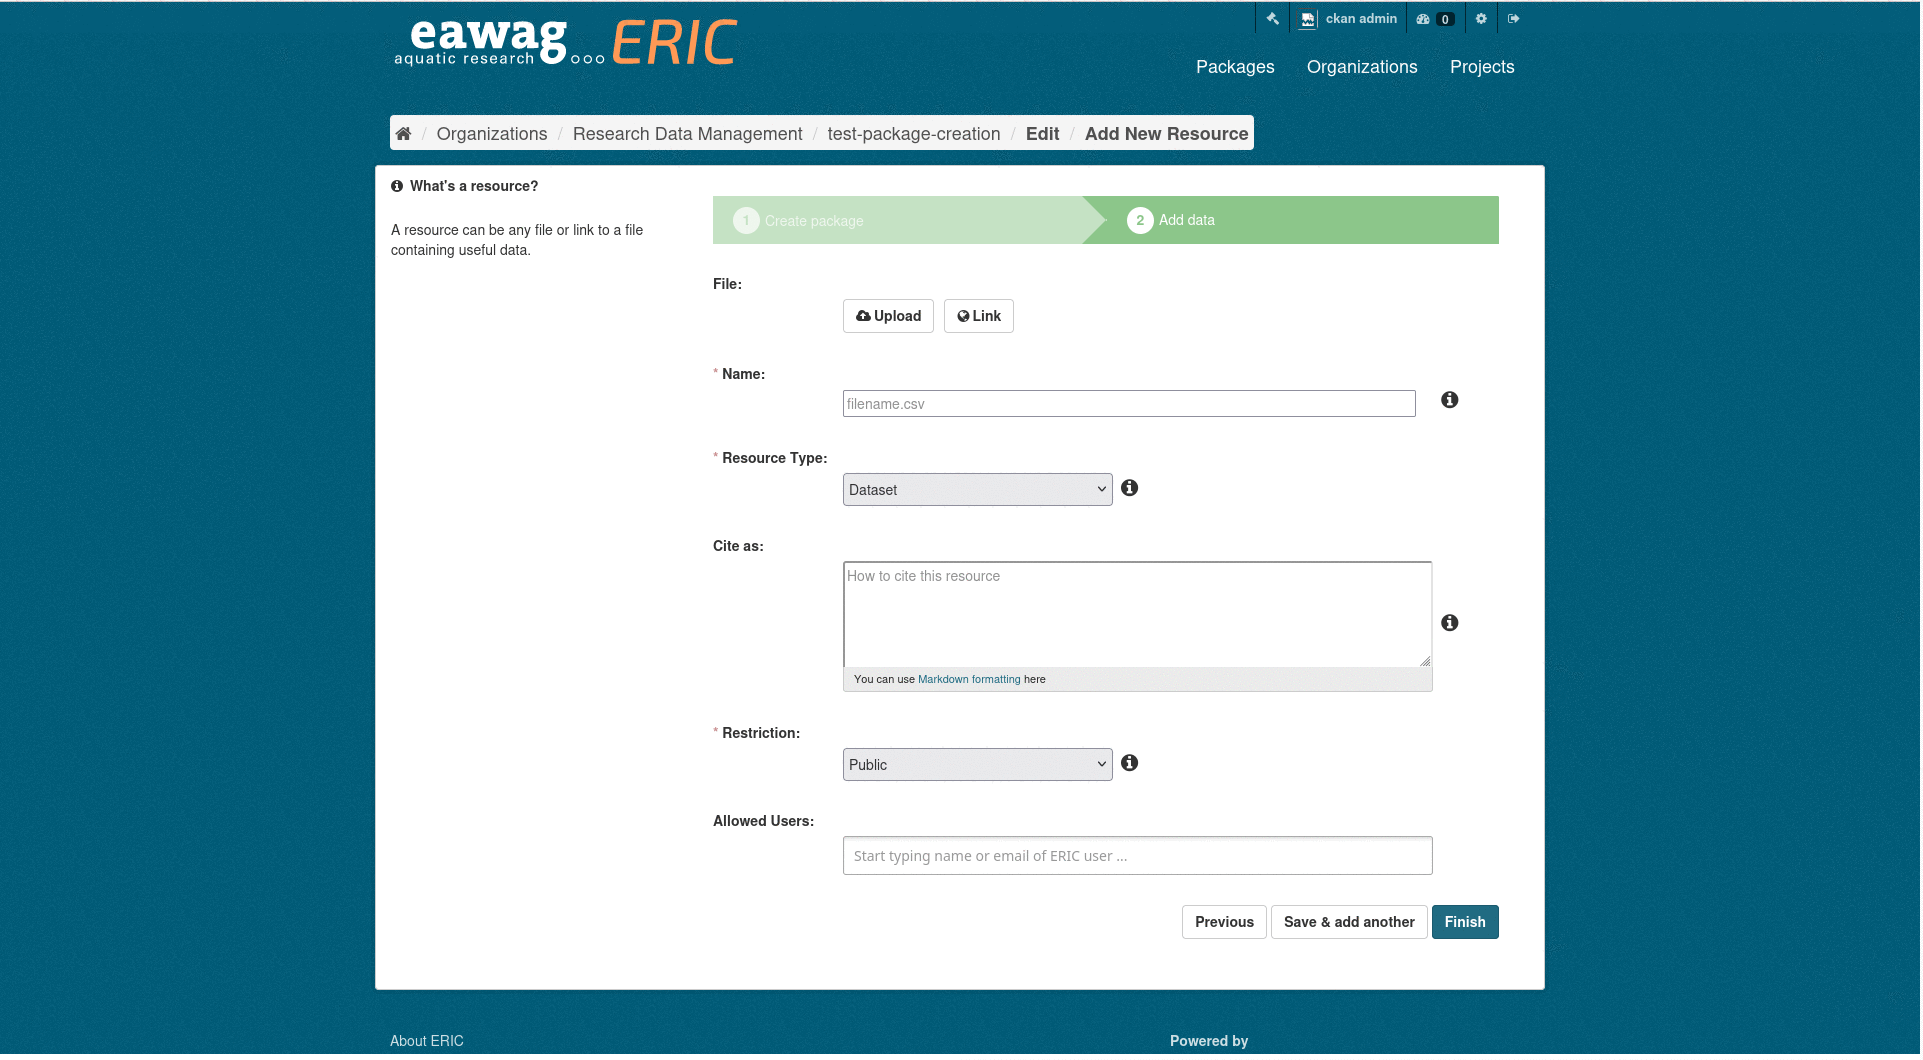 eawag
aquatic research ooo ERIC
ckan admin 0
Packages Organizations Projects
/ Organizations / Research Data Management / test-package-creation / Edit / Add New Resource
What's a resource?
A resource can be any file or link to a file
containing useful data.
1 Create package 2 Add data
File:
Upload Link
* Name:
filename.csv
* Resource Type:
Dataset
Cite as:
How to cite this resource
You can use Markdown formatting here
* Restriction:
Public
Allowed Users:
Start typing name or email of ERIC user ...
Previous Save & add another Finish
About ERIC Powered by